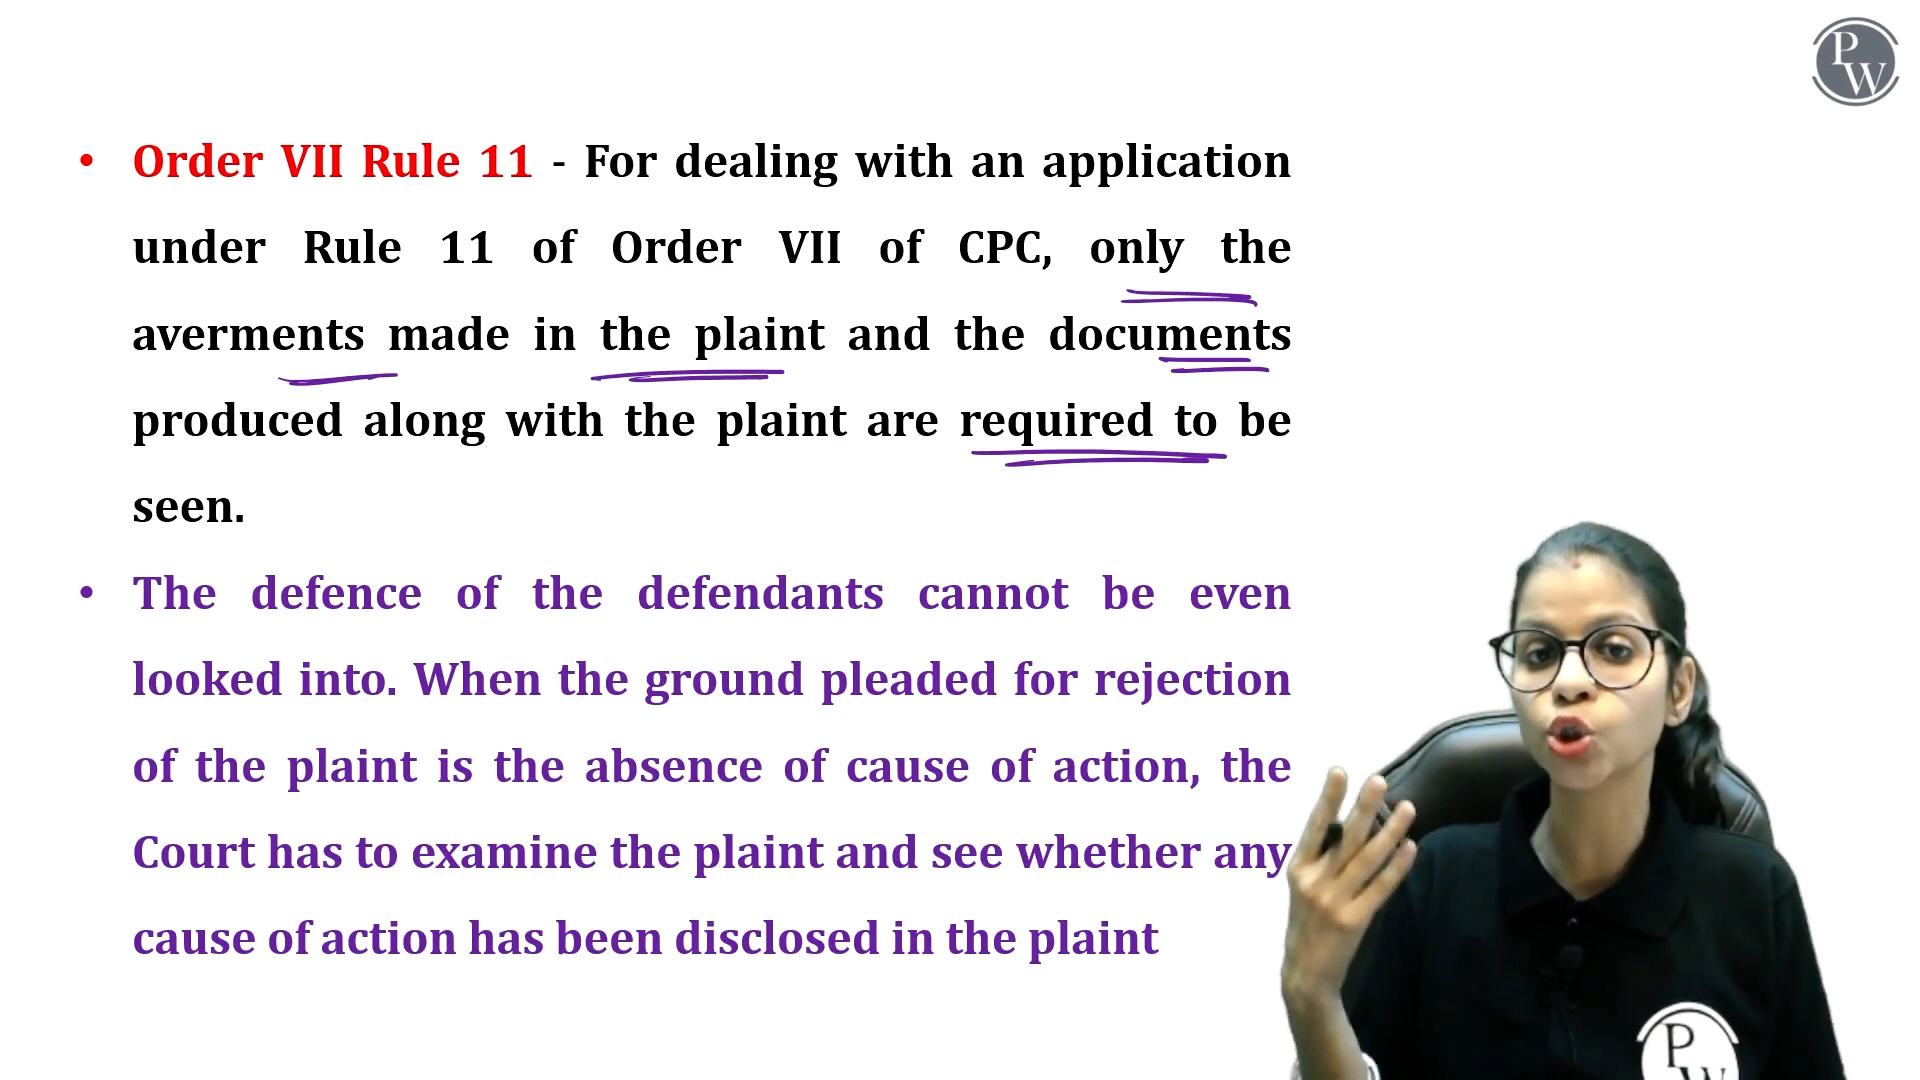 PW
• Order VII Rule 11 - For dealing with an application
under Rule 11 of Order VII of CPC, only the
averments made in the plaint and the documents
produced along with the plaint are required to be
seen.
• The defence of the defendants cannot be even
looked into. When the ground pleaded for rejection
of the plaint is the absence of cause of action, the
Court has to examine the plaint and see whether any
cause of action has been disclosed in the plaint
PW